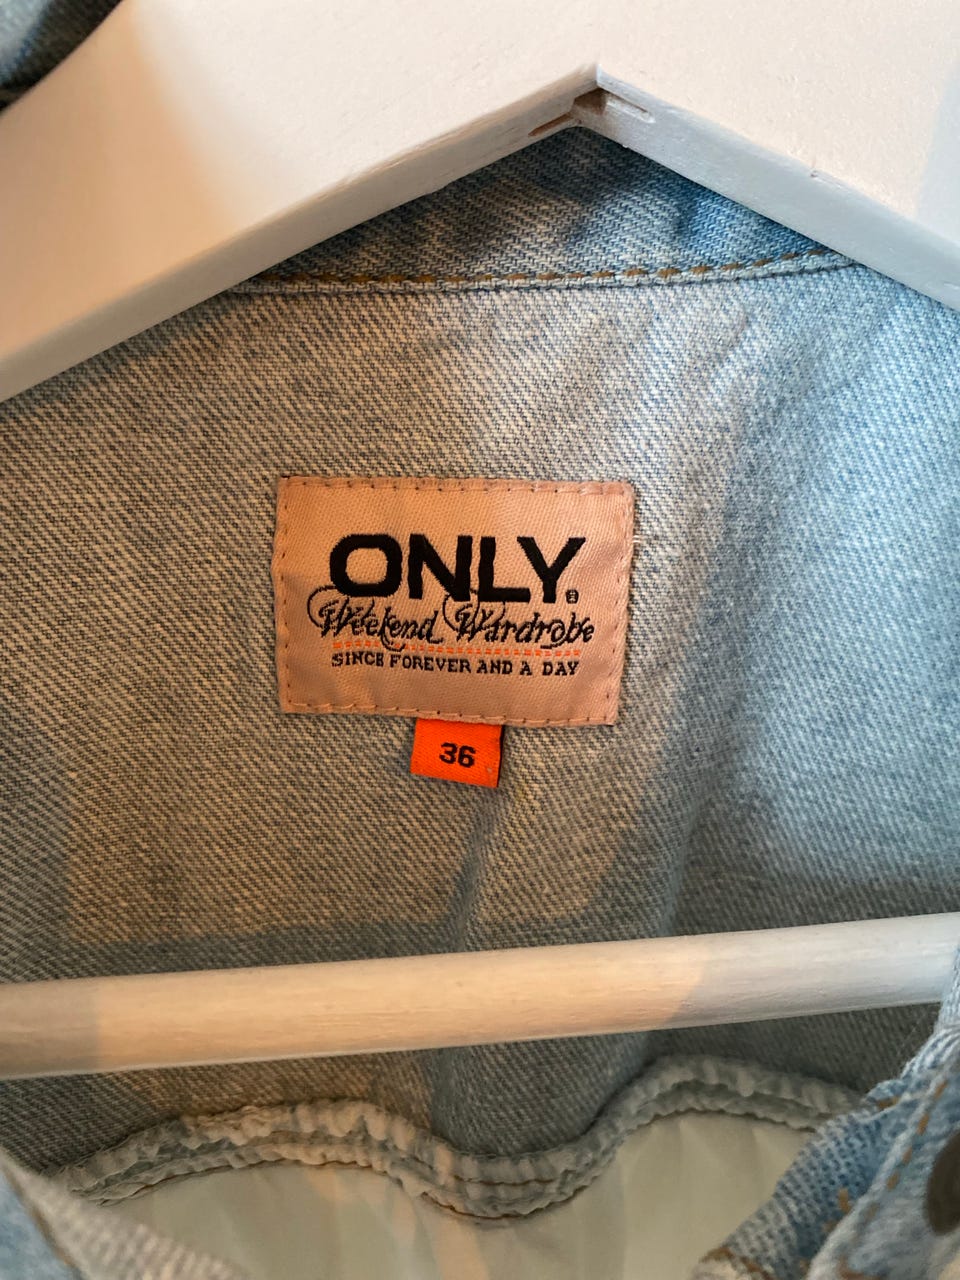 ONLY®
Weekend Wardrobe
SINCE FOREVER AND A DAY
36